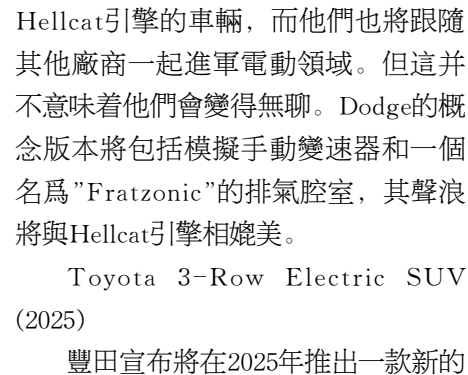 Hellcat引擎的車輛，而他們也將跟隨
其他廠商一起進軍電動領域。但這并
不意味着他們會變得無聊。Dodge的概
念版本將包括模擬手動變速器和一個
名爲”Fratzonic”的排氣腔室，其聲浪
將與Hellcat引擎相媲美。
Toyota 3-Row Electric SUV
(2025)
豐田宣布將在2025年推出一款新的